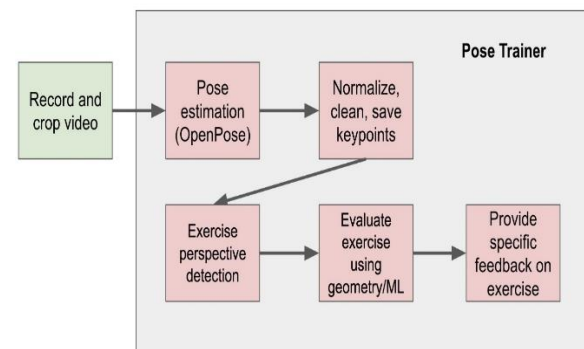 Pose Trainer
Record and
crop video
Pose
estimation
(OpenPose)
Normalize,
clean, save
keypoints
Exercise
perspective
detection
Evaluate
exercise
using
geometry/ML
Provide
specific
feedback on
exercise